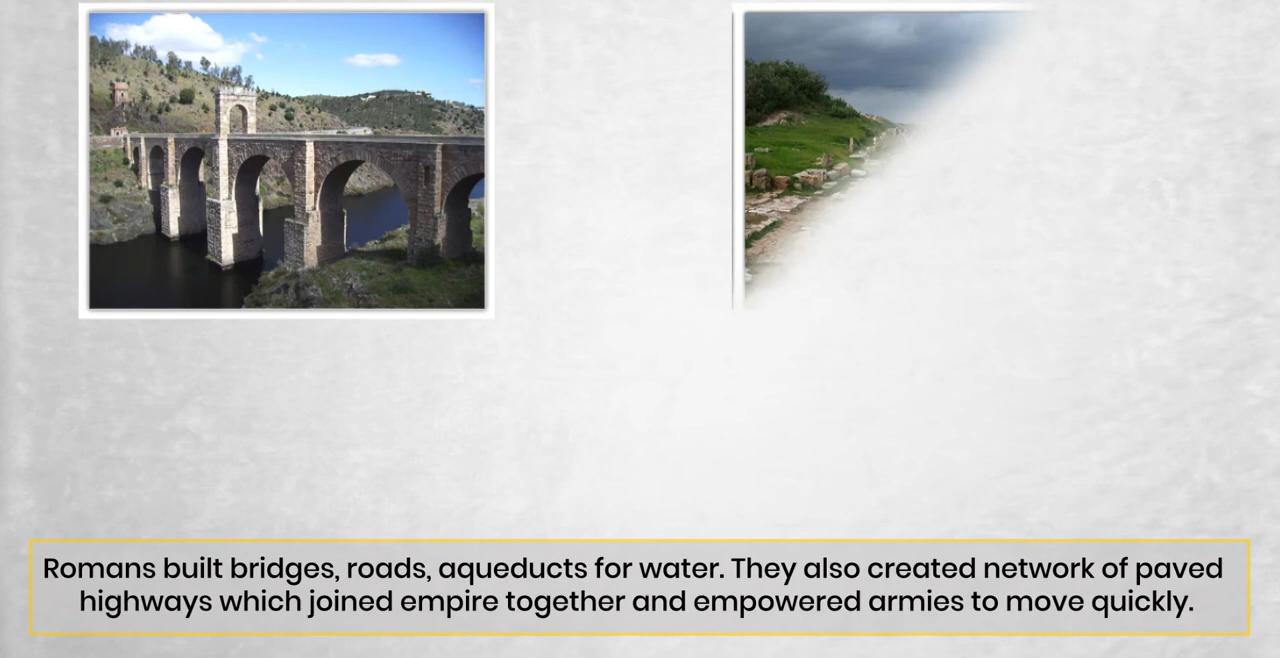 Romans built bridges, roads, aqueducts for water. They also created network of paved
highways which joined empire together and empowered armies to move quickly.